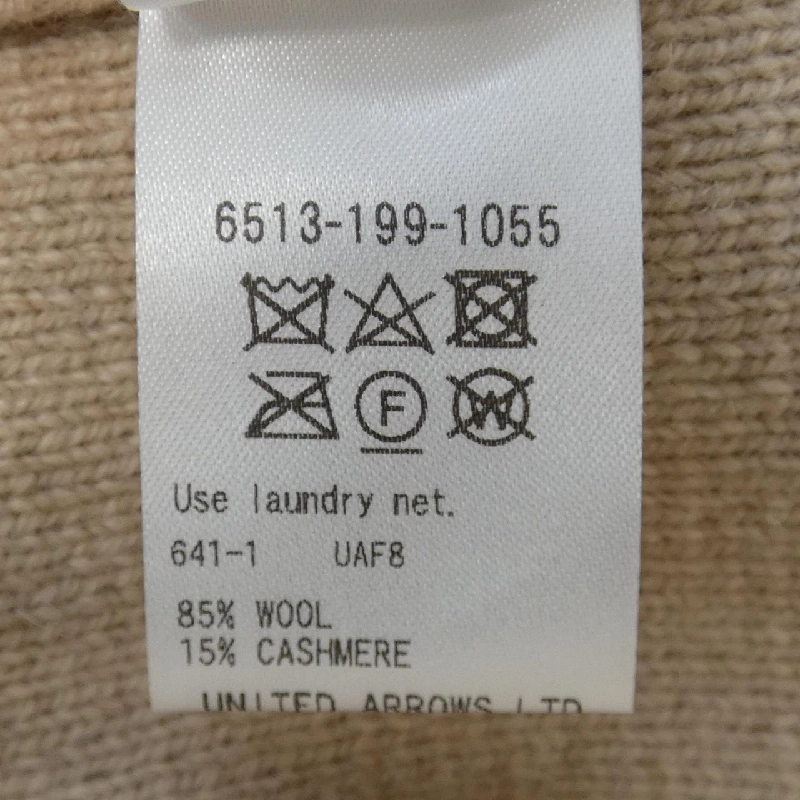 6513-199-1055
F W
Use laundry net.
641-1 UAF8
85% WOOL
15% CASHMERE
UNITED ARROWS LTD